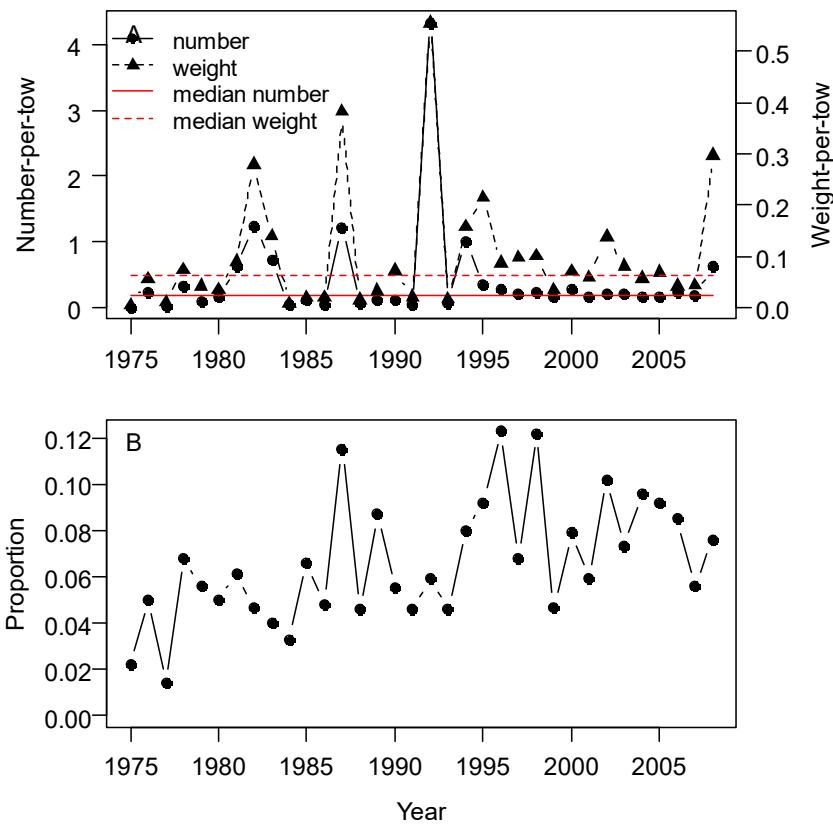 A
number
weight
median number
median weight
Number-per-tow
4
3
2
1
0
Weight-per-tow
0.5
0.4
0.3
0.2
0.1
0.0
1975 1980 1985 1990 1995 2000 2005
B
Proportion
0.12
0.10
0.08
0.06
0.04
0.02
0.00
1975 1980 1985 1990 1995 2000 2005
Year